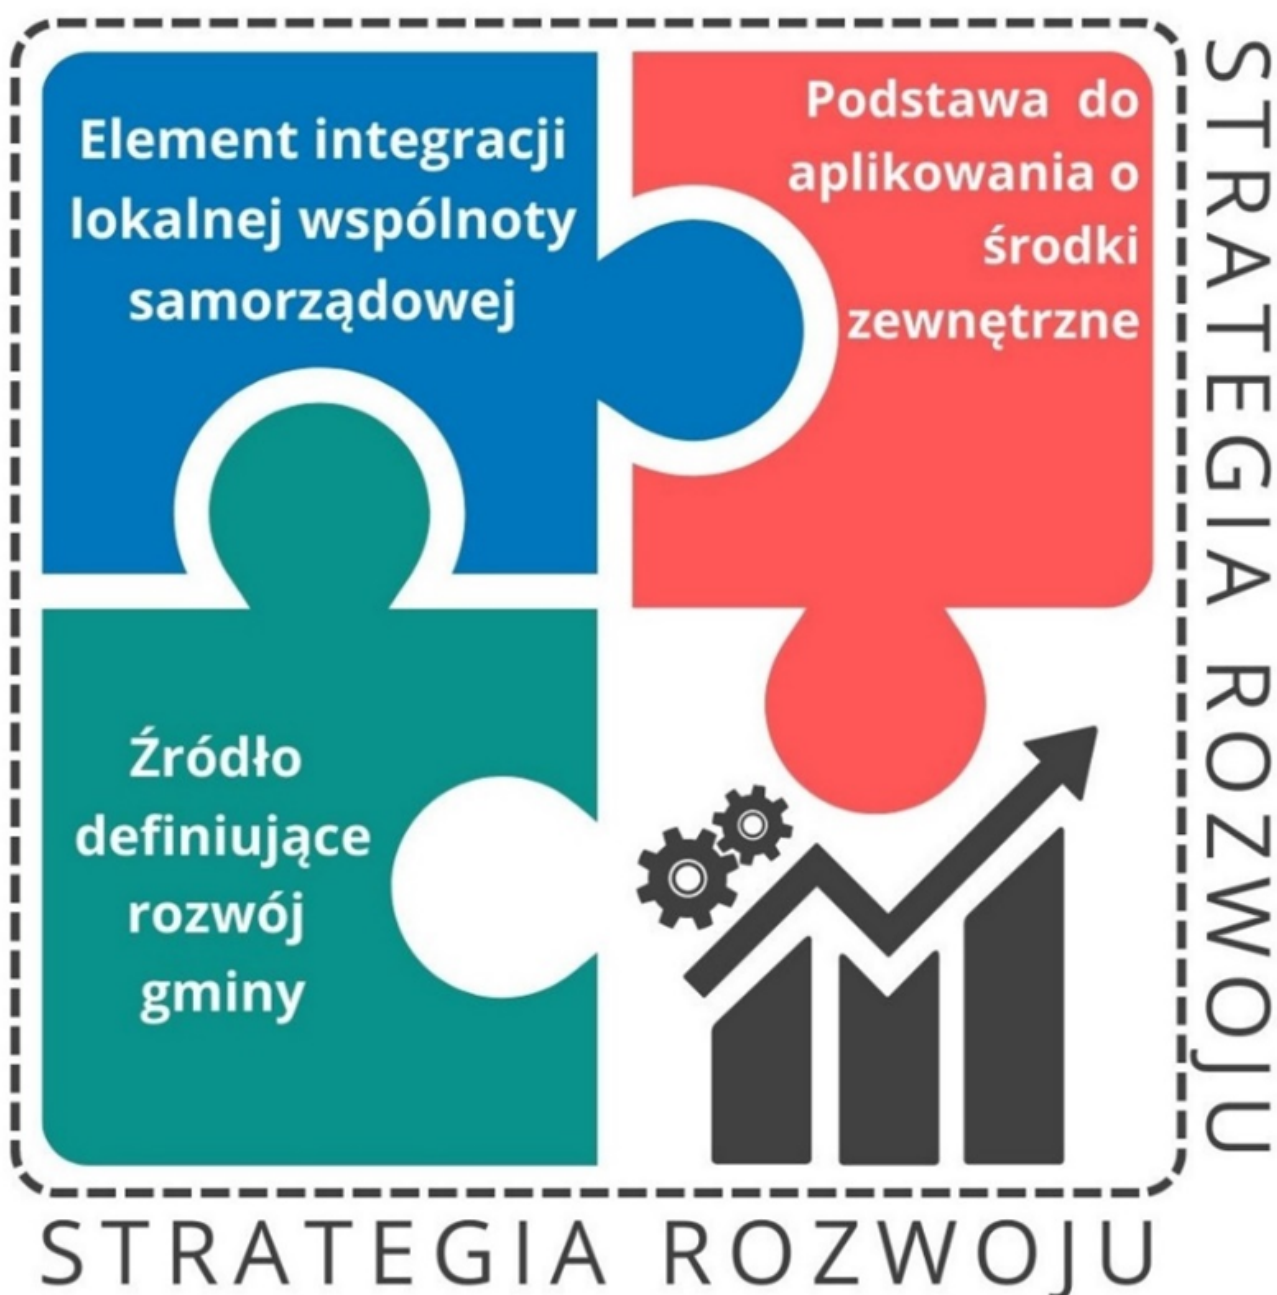 Element integracji
lokalnej wspólnoty
samorządowej
Podstawa do
aplikowania o
środki
zewnętrzne
Źródło
definiujące
rozwój
gminy
STRATEGIA ROZWOJU
STRATEGIA ROZWOJU